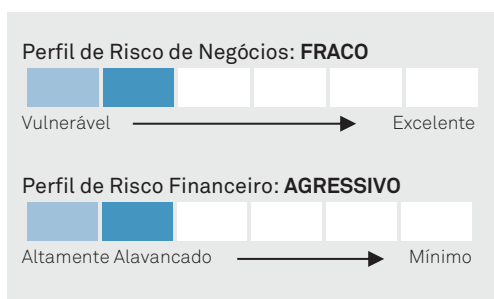 Perfil de Risco de Negócios: FRACO
Vulnerável Excelente
Perfil de Risco Financeiro: AGRESSIVO
Altamente Alavancado Mínimo